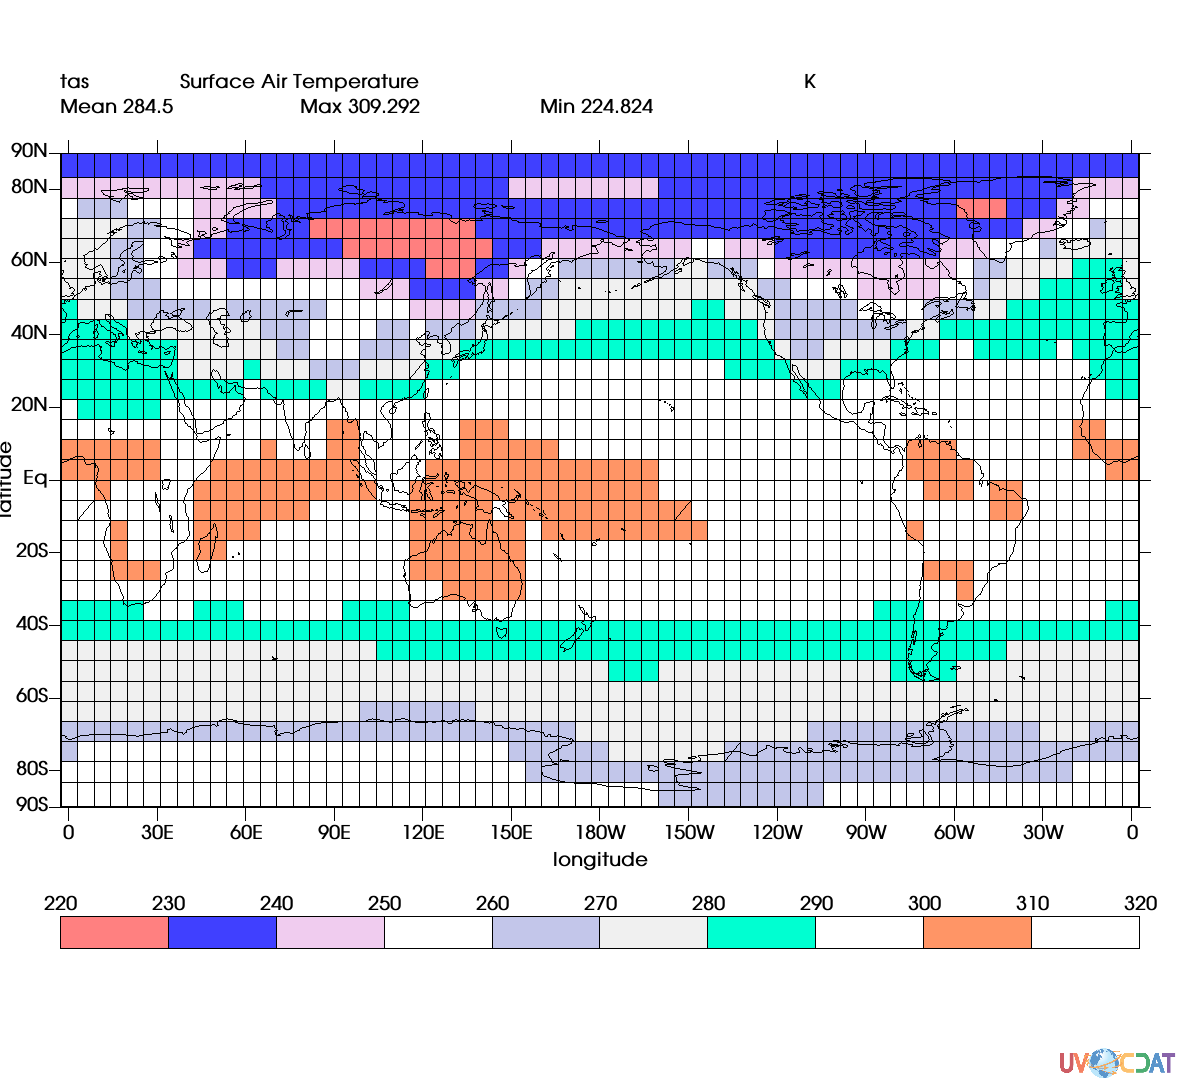 tas Surface Air Temperature K
Mean 284.5 Max 309.292 Min 224.824
90N
80N
60N
40N
20N
Eq
20S
40S
60S
80S
90S
latitude
0 30E 60E 90E 120E 150E 180W 150W 120W 90W 60W 30W 0
longitude
220 230 240 250 260 270 280 290 300 310 320
UVCDAT